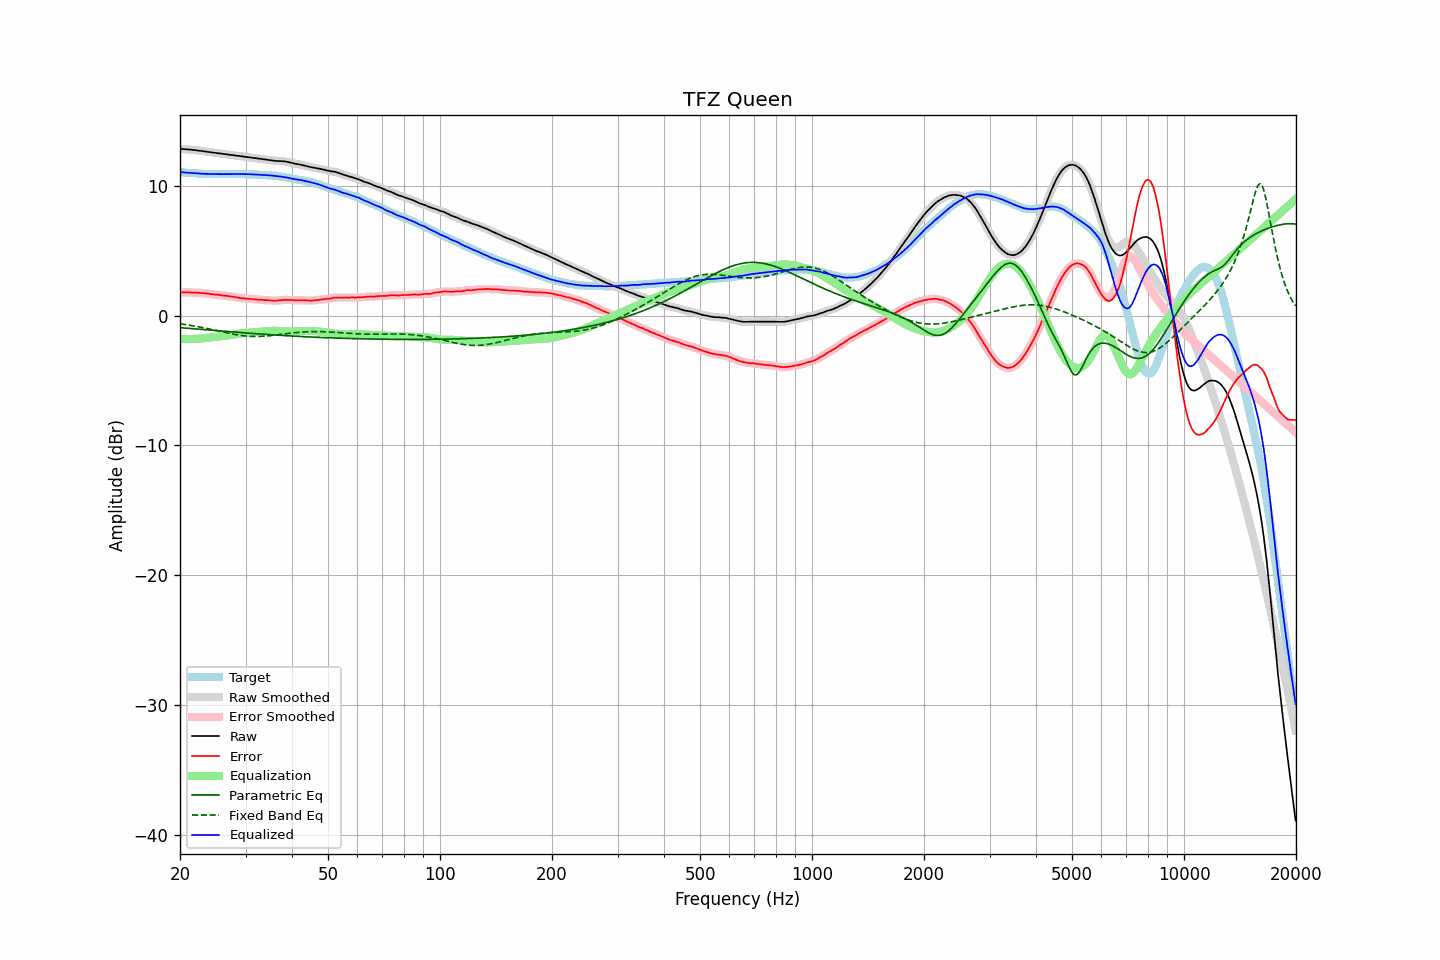 TFZ Queen
Amplitude (dBr)
10
0
−10
−20
−30
−40
Target
Raw Smoothed
Error Smoothed
Raw
Error
Equalization
Parametric Eq
Fixed Band Eq
Equalized
20 50 100 200 500 1000 2000 5000 10000 20000
Frequency (Hz)